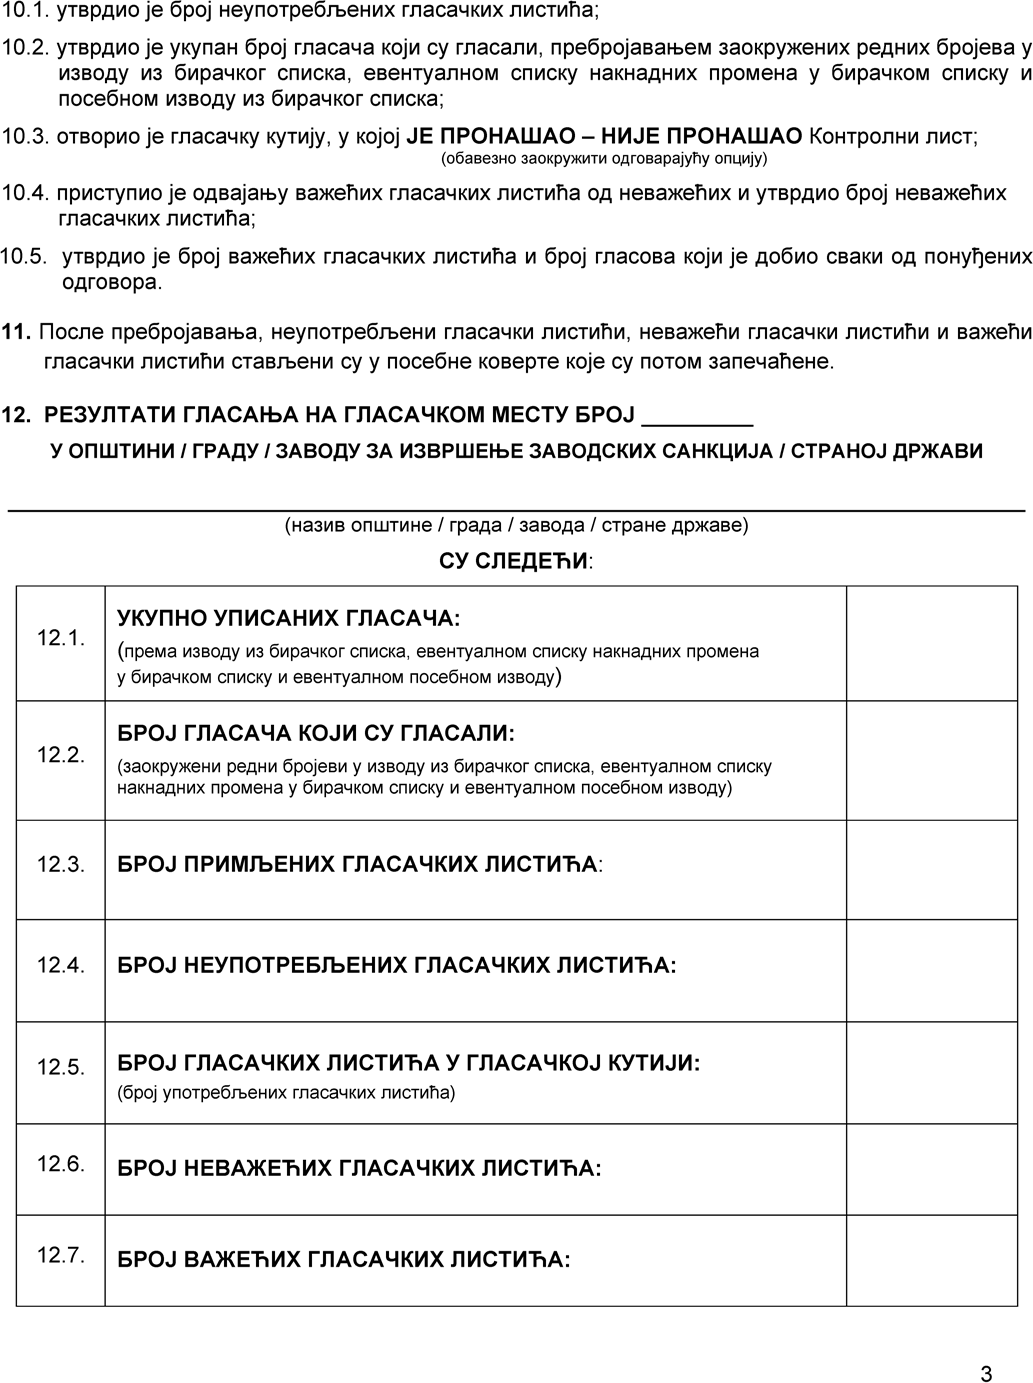 10.1. утврдио је број неупотребљених гласачких листића;
10.2. утврдио је укупан број гласача који су гласали, пребројавањем заокружених редних бројева у
изводу из бирачког списка, евентуалном списку накнадних промена у бирачком списку и
посебном изводу из бирачког списка;
10.3. отворио је гласачку кутију, у којој ЈЕ ПРОНАШАО – НИЈЕ ПРОНАШАО Контролни лист;
(обавезно заокружити одговарајућу опцију)
10.4. приступио је одвајању важећих гласачких листића од неважећих и утврдио број неважећих
гласачких листића;
10.5. утврдио је број важећих гласачких листића и број гласова који је добио сваки од понуђених
одговора.
11. После пребројавања, неупотребљени гласачки листићи, неважећи гласачки листићи и важећи
гласачки листићи стављени су у посебне коверте које су потом запечаћене.
12. РЕЗУЛТАТИ ГЛАСАЊА НА ГЛАСАЧКОМ МЕСТУ БРОЈ _________
У ОПШТИНИ / ГРАДУ / ЗАВОДУ ЗА ИЗВРШЕЊЕ ЗАВОДСКИХ САНКЦИЈА / СТРАНОЈ ДРЖАВИ
(назив општине / града / завода / стране државе)
СУ СЛЕДЕЋИ:
12.1. УКУПНО УПИСАНИХ ГЛАСАЧА:
(према изводу из бирачког списка, евентуалном списку накнадних промена
у бирачком списку и евентуалном посебном изводу)
12.2. БРОЈ ГЛАСАЧА КОЈИ СУ ГЛАСАЛИ:
(заокружени редни бројеви у изводу из бирачког списка, евентуалном списку
накнадних промена у бирачком списку и евентуалном посебном изводу)
12.3. БРОЈ ПРИМЉЕНИХ ГЛАСАЧКИХ ЛИСТИЋА:
12.4. БРОЈ НЕУПОТРЕБЉЕНИХ ГЛАСАЧКИХ ЛИСТИЋА:
12.5. БРОЈ ГЛАСАЧКИХ ЛИСТИЋА У ГЛАСАЧКОЈ КУТИЈИ:
(број употребљених гласачких листића)
12.6. БРОЈ НЕВАЖЕЋИХ ГЛАСАЧКИХ ЛИСТИЋА:
12.7. БРОЈ ВАЖЕЋИХ ГЛАСАЧКИХ ЛИСТИЋА:
3